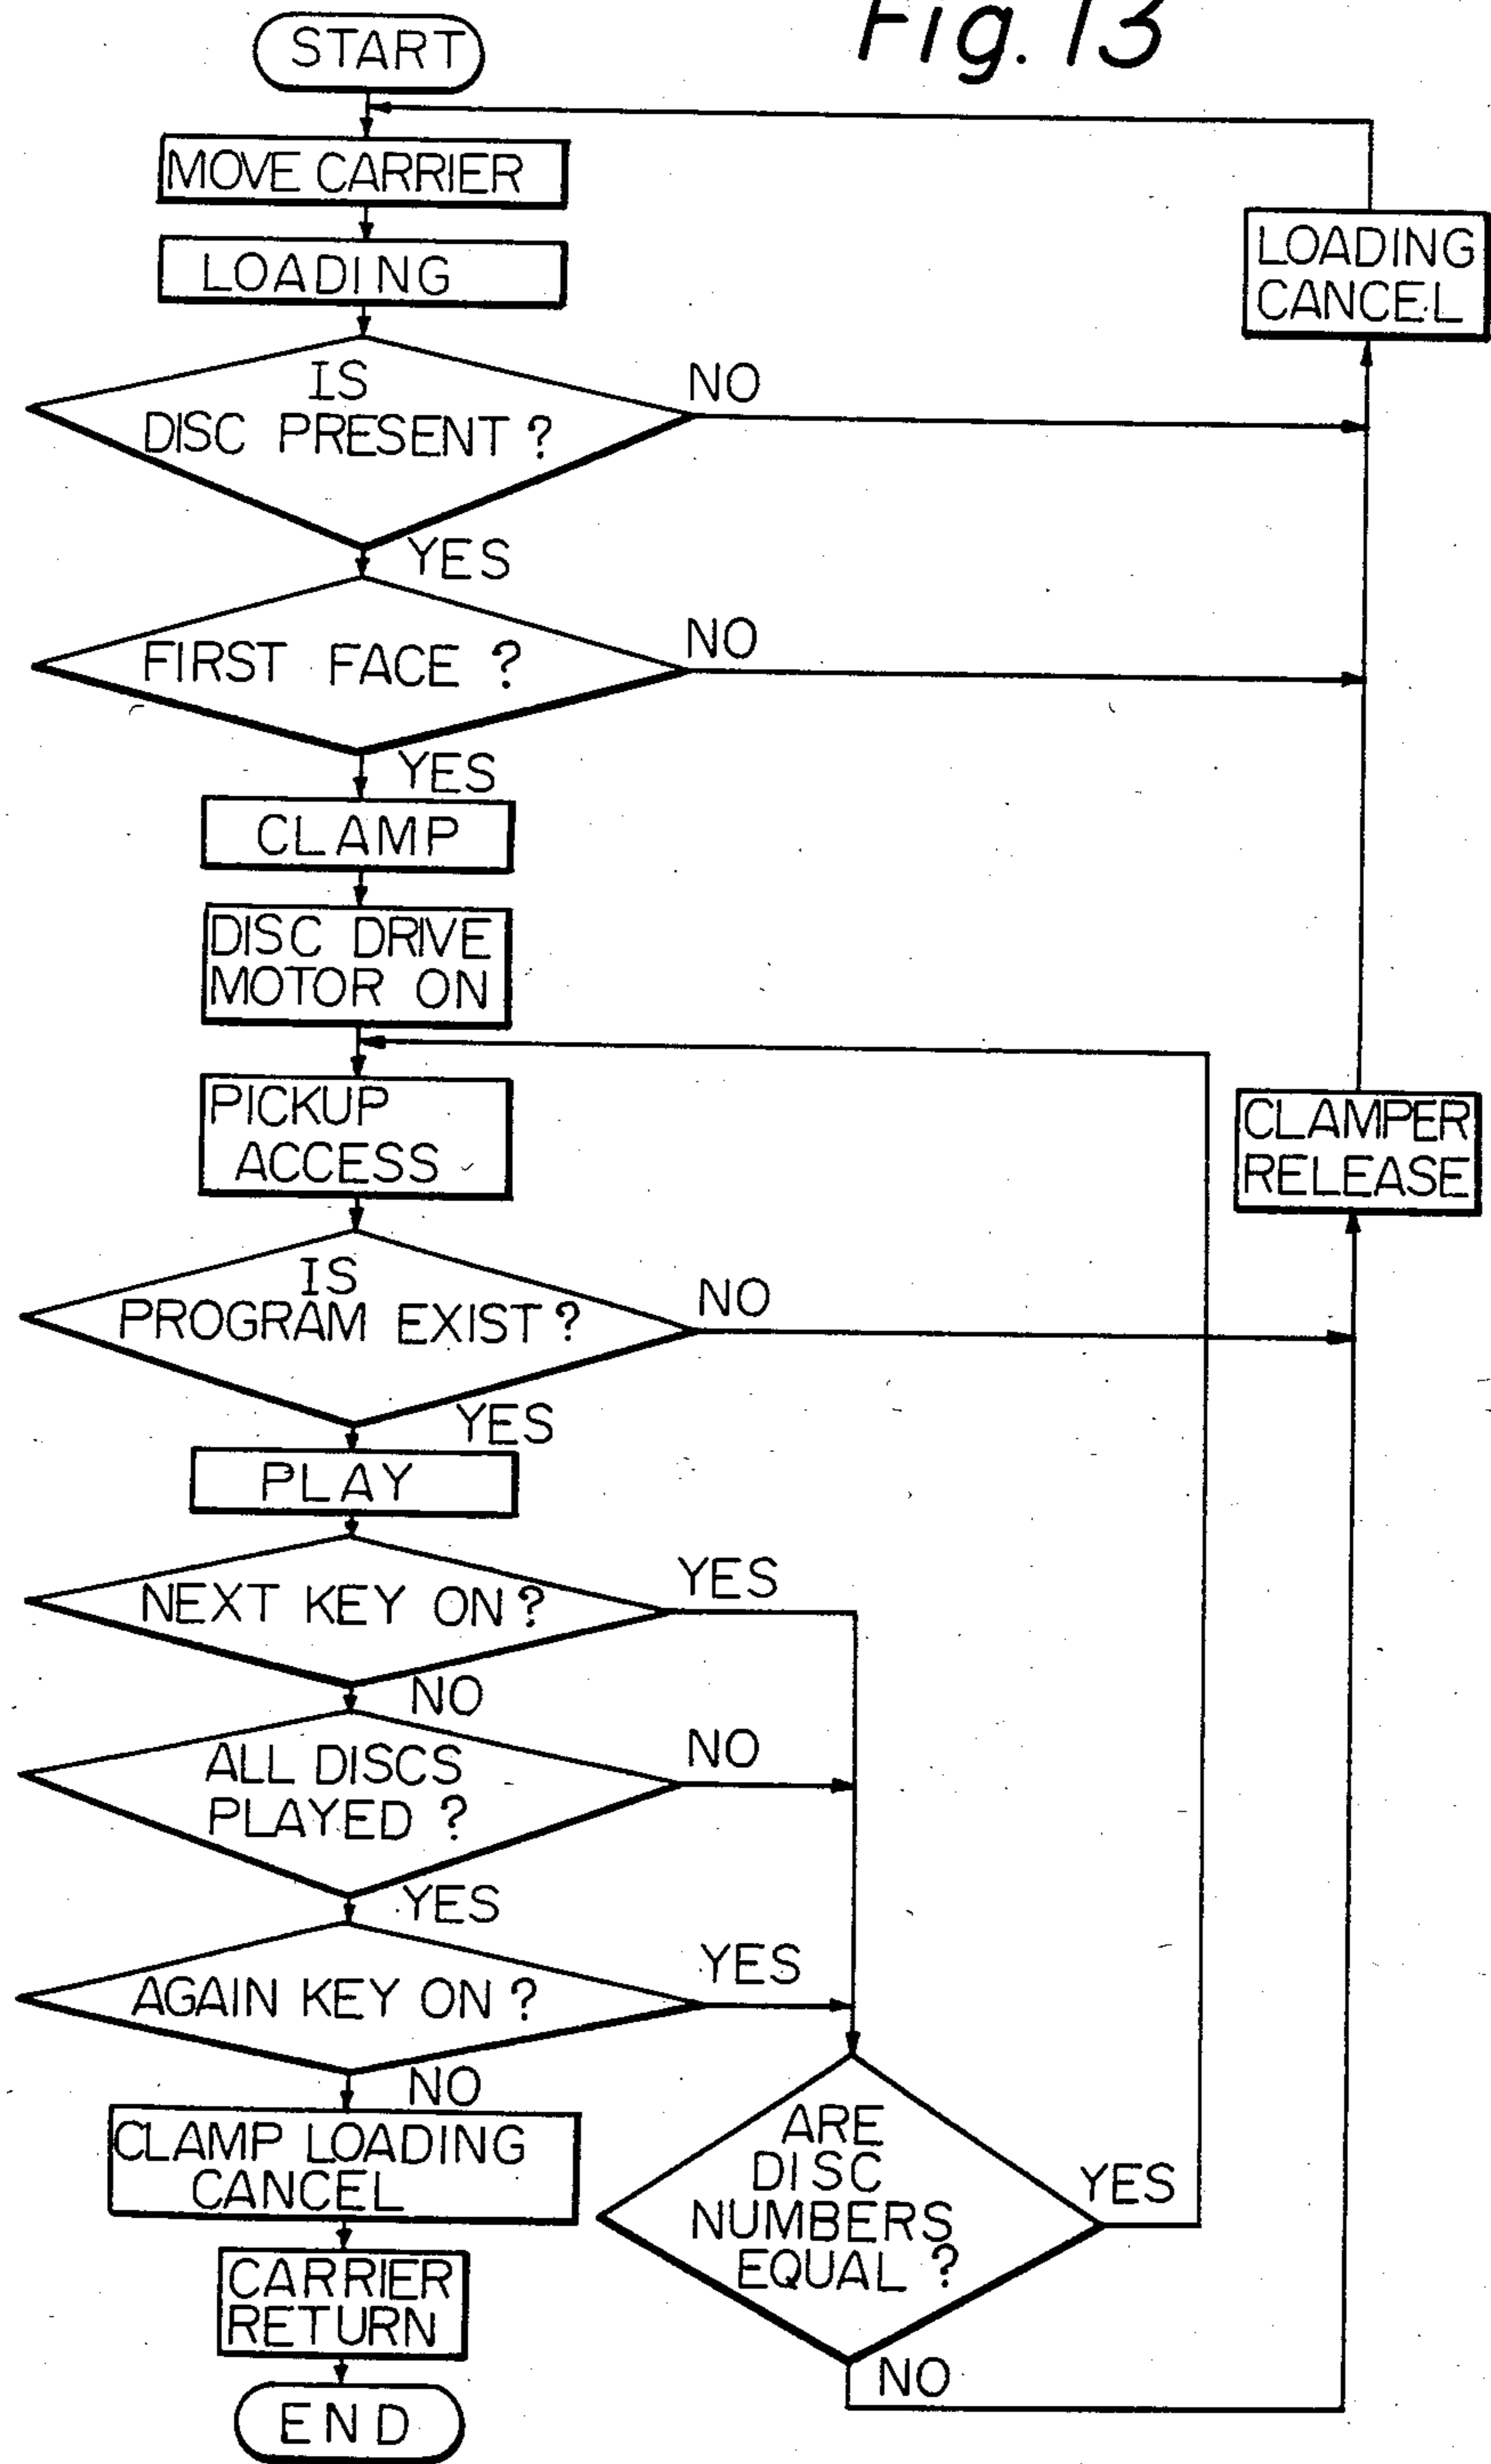 Fig. 13
START
MOVE CARRIER
LOADING
LOADING
CANCEL
IS
DISC PRESENT ?
NO
YES
FIRST FACE ?
NO
YES
CLAMP
DISC DRIVE
MOTOR ON
PICKUP
ACCESS
CLAMPER
RELEASE
IS
PROGRAM EXIST ?
NO
YES
PLAY
NEXT KEY ON ?
YES
NO
ALL DISCS
PLAYED ?
NO
YES
AGAIN KEY ON ?
YES
NO
CLAMP LOADING
CANCEL
ARE
DISC
NUMBERS
EQUAL ?
YES
NO
CARRIER
RETURN
END